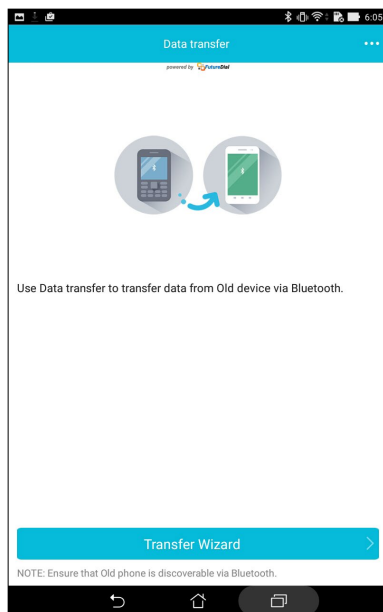 6:05
Data transfer
powered by FutureDial
Use Data transfer to transfer data from Old device via Bluetooth.
Transfer Wizard
NOTE: Ensure that Old phone is discoverable via Bluetooth.